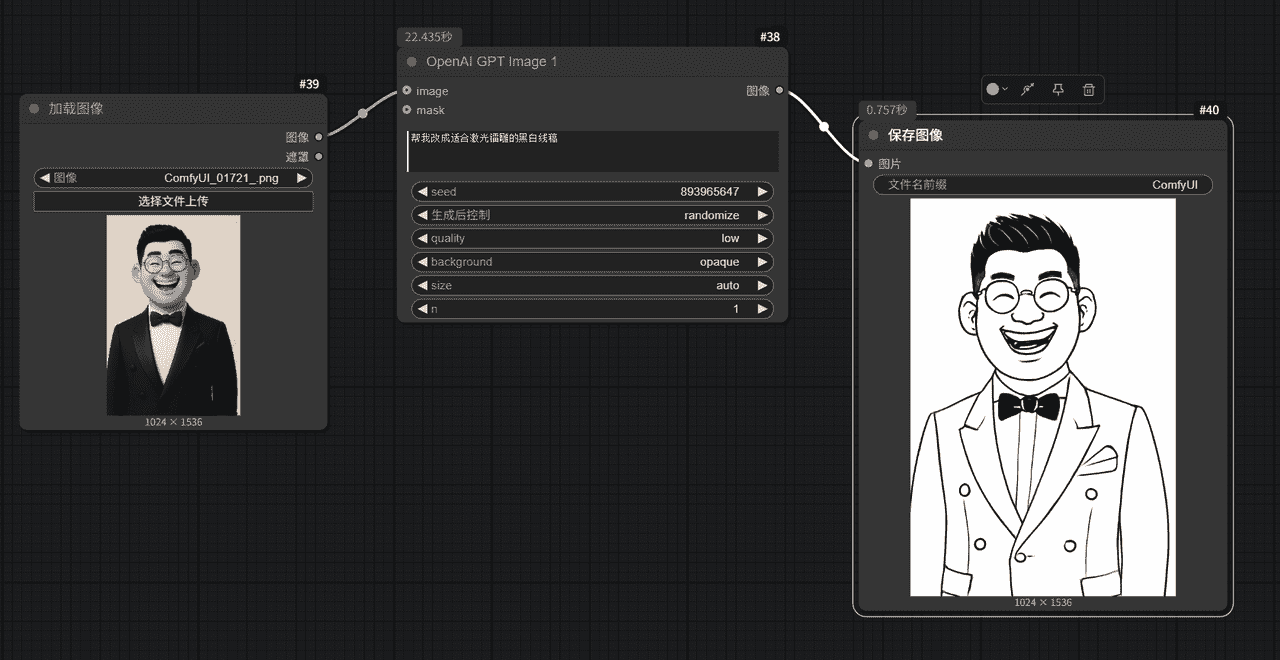 #39
加载图像
图像
遮罩
图像 ComfyUI_01721_.png
选择文件上传
1024 × 1536
22.435秒
#38
OpenAI GPT Image 1
image
图像
mask
帮我改成适合激光镭雕的黑白线稿
seed 893965647
生成后控制 randomize
quality low
background opaque
size auto
n 1
0.757秒
#40
保存图像
图片
文件名前缀 ComfyUI
1024 × 1536